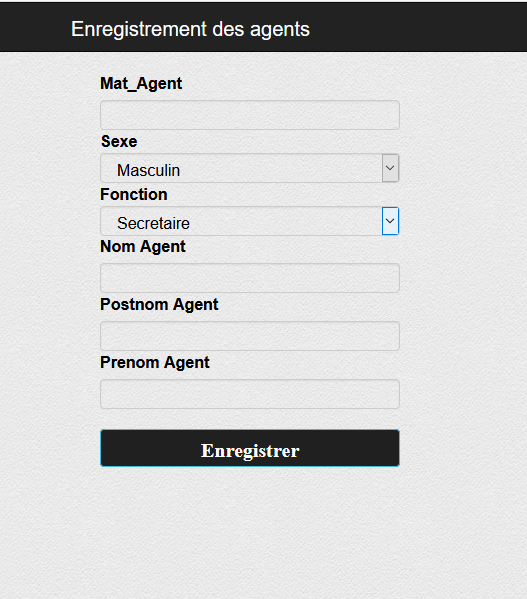 Enregistrement des agents
Mat_Agent
Sexe
Masculin
Fonction
Secretaire
Nom Agent
Postnom Agent
Prenom Agent
Enregistrer